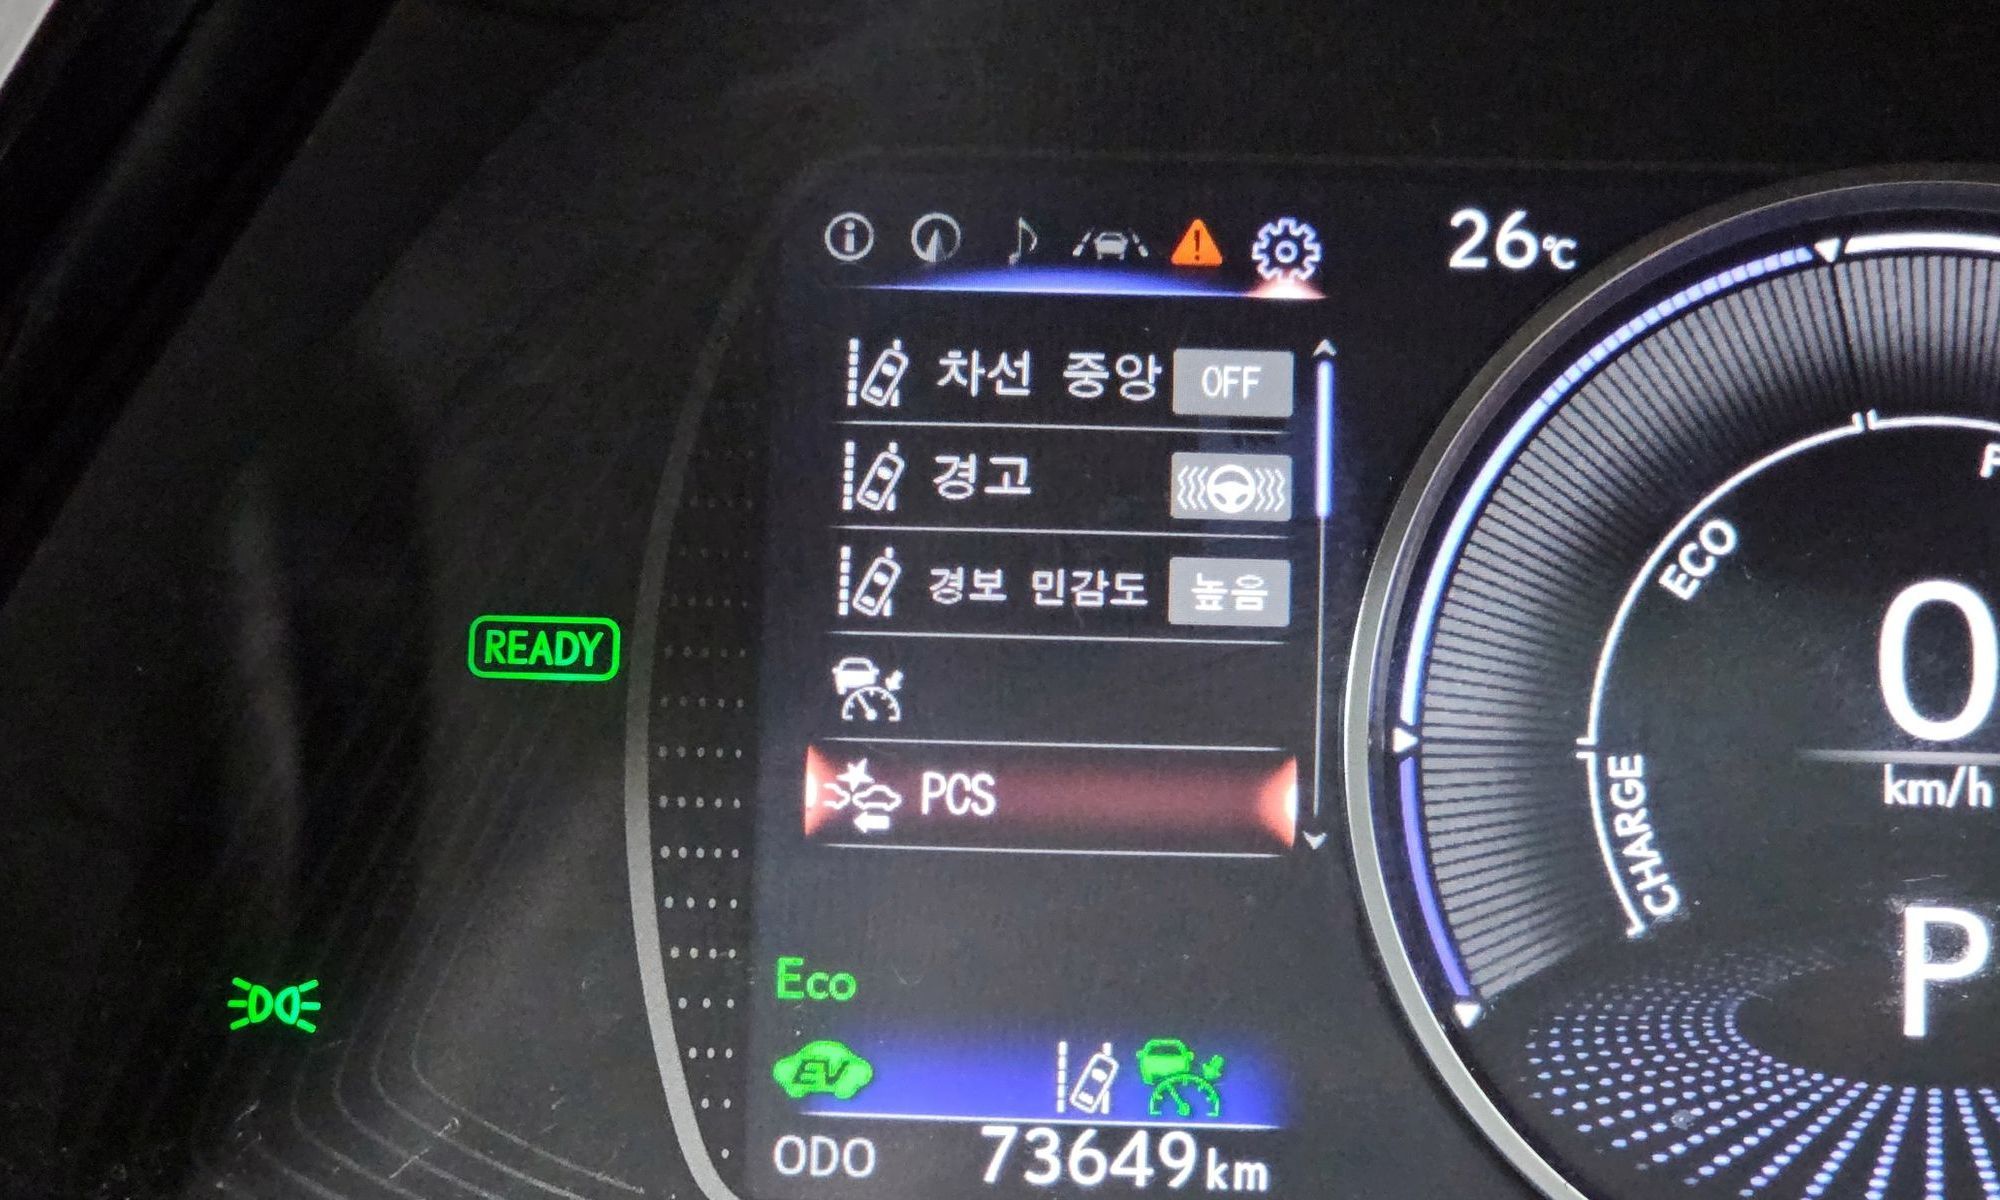 26℃
차선 중앙 OFF
경고
경보 민감도 높음
READY
PCS
ECO
CHARGE
0
km/h
P
Eco
EV
ODO 73649km